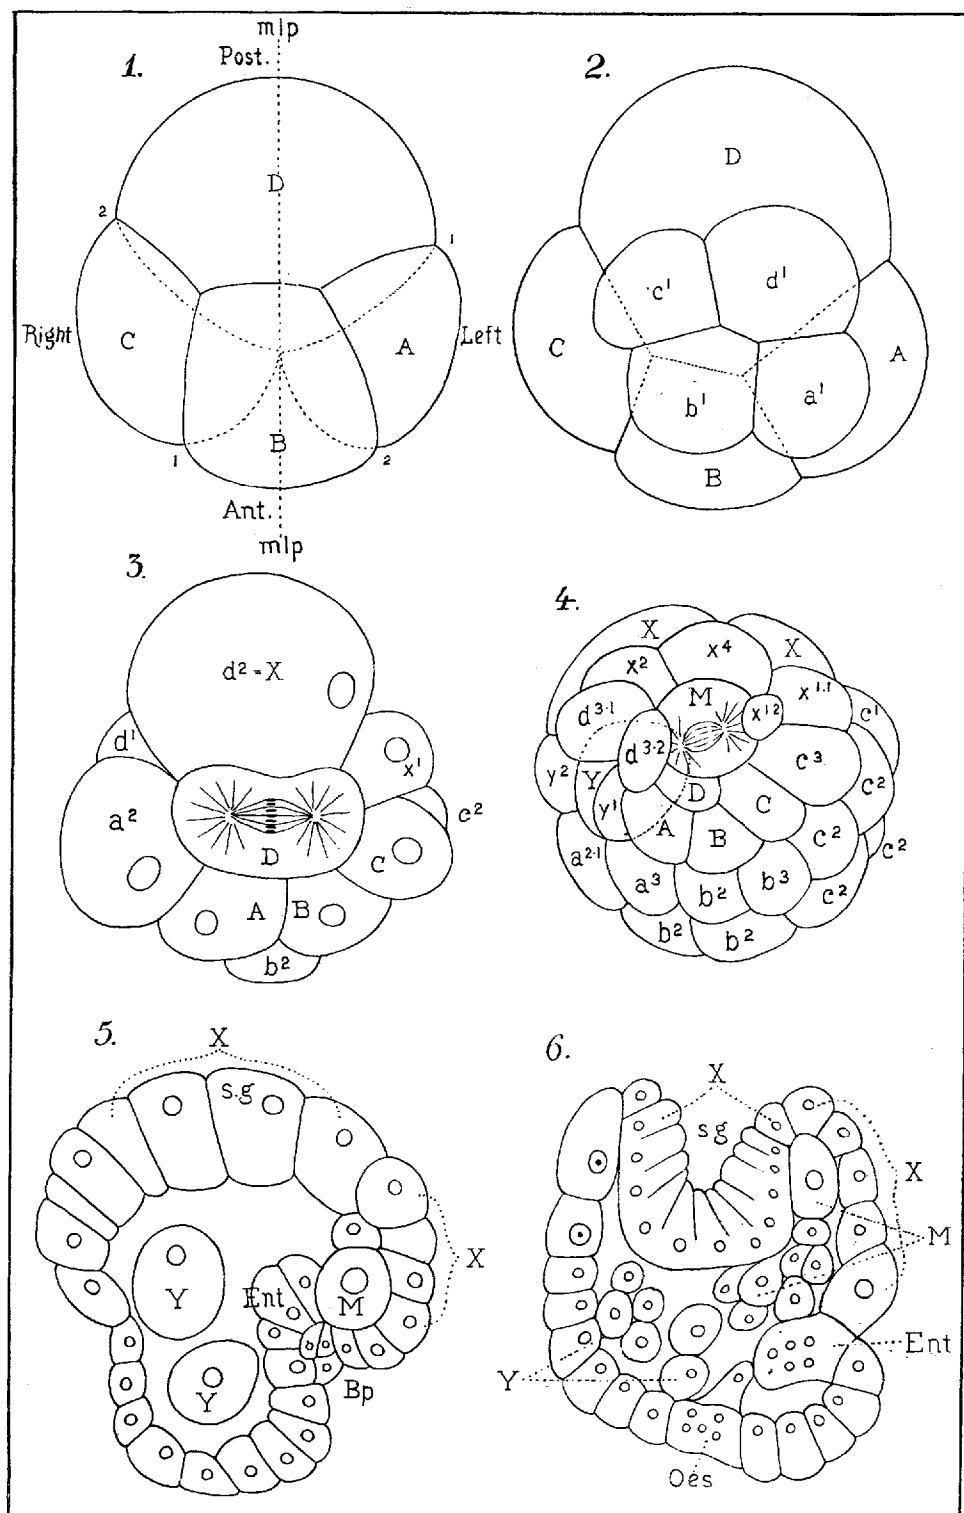 mlp
Post.
1.
D
2
1
Right
C
A
Left
B
1
2
Ant.
mlp
2.
D
c¹
d¹
C
A
b¹
a¹
B
3.
d² = X
d¹
x¹
a²
c²
D
C
A
B
b²
4.
X
x⁴
X
x²
M
x¹·¹
d³·¹
x¹·²
c¹
d³·²
c³
y²
Y
D
c²
y¹
C
A
B
c²
a²·¹
c²
a³
b²
b³
c²
b²
b²
5.
X
s.g
X
Y
Ent
M
Y
Bp
6.
X
sg
X
M
Ent
Y
Oes